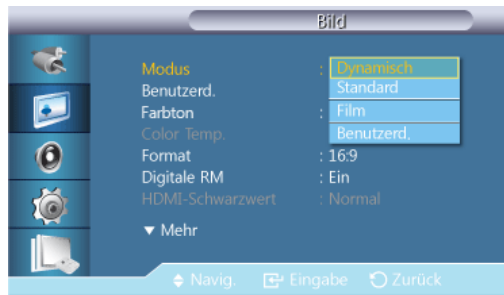 Bild
Modus : Dynamisch
Benutzerd. Standard
Farbton : Film
Color Temp. Benutzerd.
Format : 16:9
Digitale RM : Ein
HDMI-Schwarzwert : Normal
▼ Mehr
Navig. Eingabe Zurück